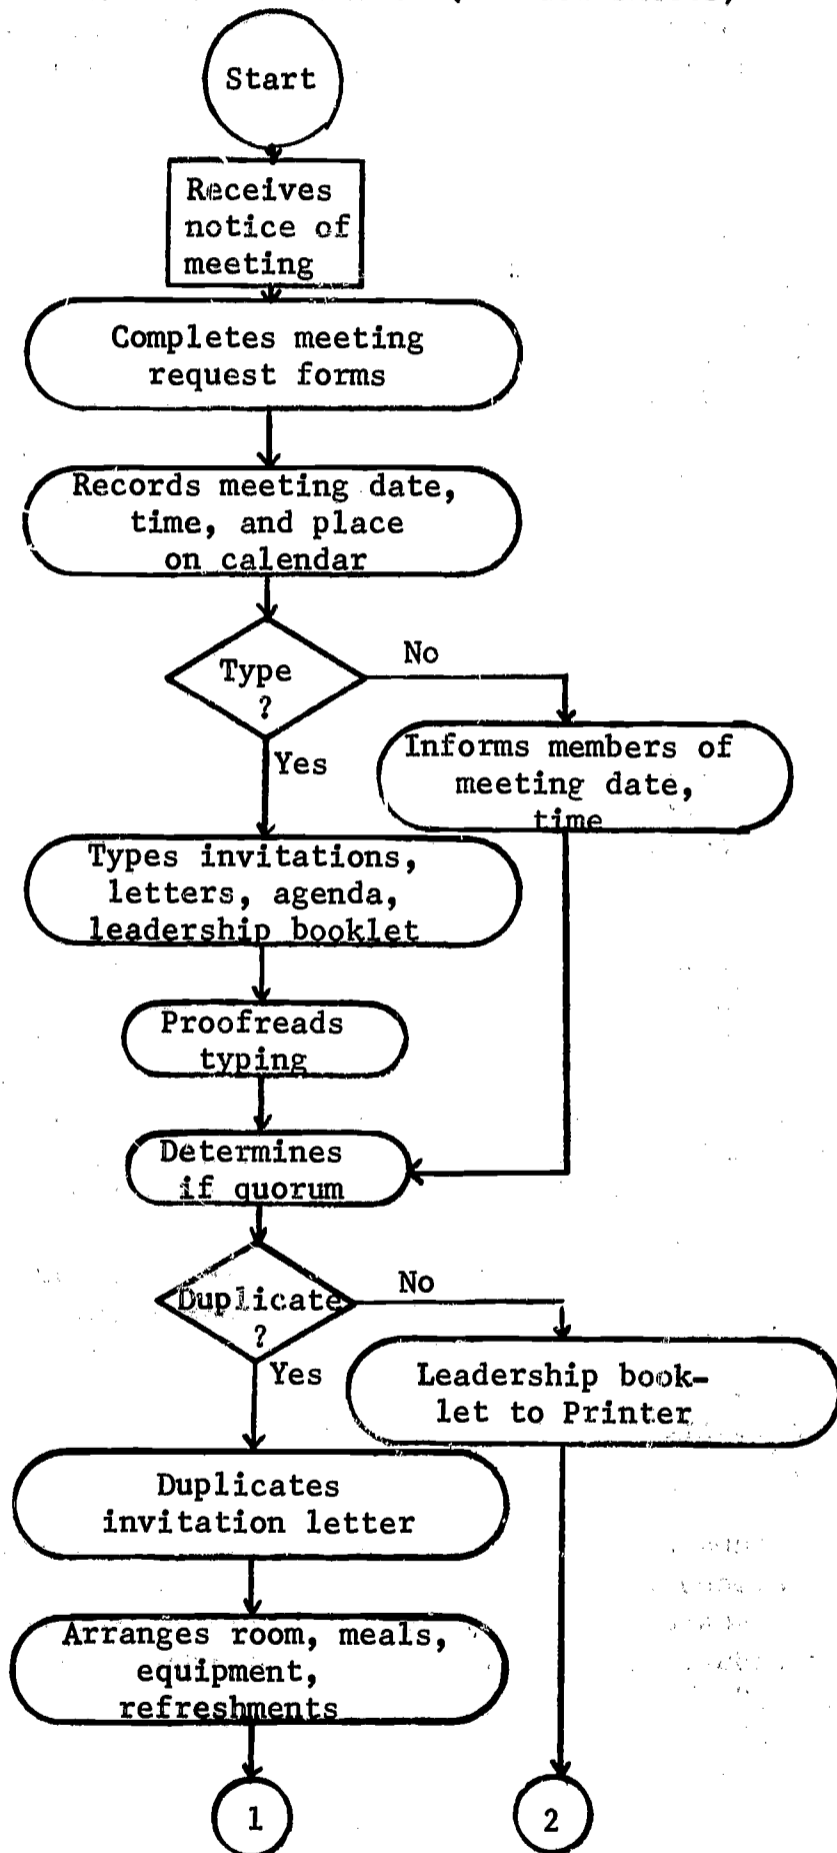 Start
Receives
notice of
meeting
Completes meeting
request forms
Records meeting date,
time, and place
on calendar
Type
?
No
Yes
Informs members of
meeting date,
time
Types invitations,
letters, agenda,
leadership booklet
Proofreads
typing
Determines
if quorum
Duplicate
?
No
Yes
Leadership book-
let to Printer
Duplicates
invitation letter
Arranges room, meals,
equipment,
refreshments
1
2